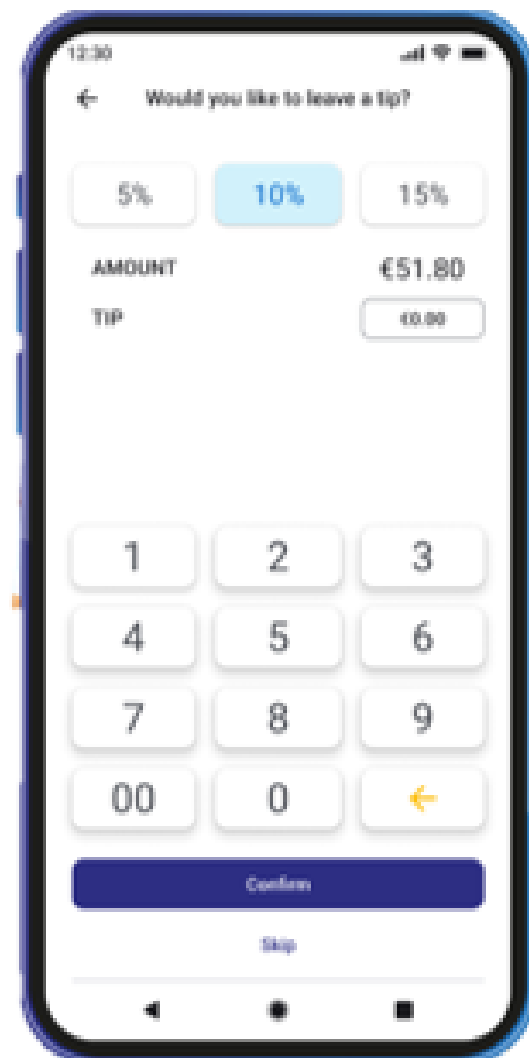 12:30
Would you like to leave a tip?
5% 10% 15%
AMOUNT €51.80
TIP €0.00
1 2 3
4 5 6
7 8 9
00 0
Confirm
Skip